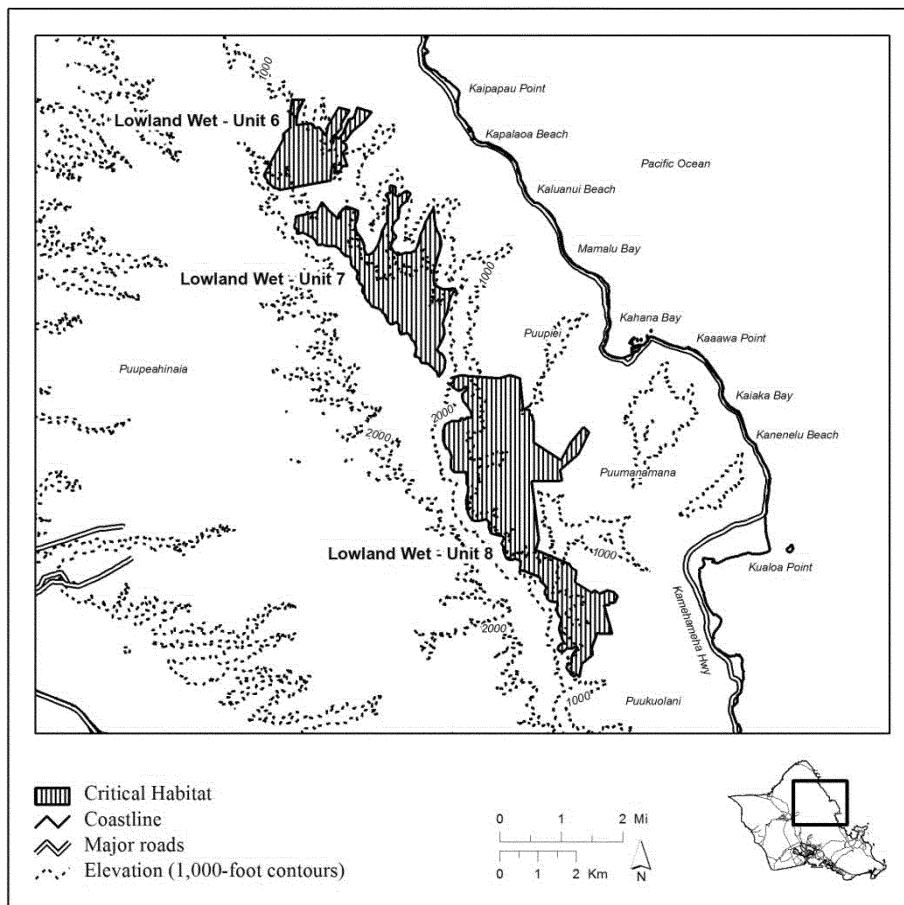 1000
Kaipapau Point
Lowland Wet - Unit 6
Kapalaoa Beach
Pacific Ocean
Kaluanui Beach
Mamalu Bay
Lowland Wet - Unit 7
1000
Kahana Bay
Puupiei
Kaaawa Point
Puupeahinaia
Kaiaka Bay
2000
2000
Kanenelu Beach
Puumanamana
Lowland Wet - Unit 8
1000
Kualoa Point
Kamehameha Hwy
2000
1000
Puukuolani
Critical Habitat
Coastline
Major roads
Elevation (1,000-foot contours)
0 1 2 Mi
0 1 2 Km
N